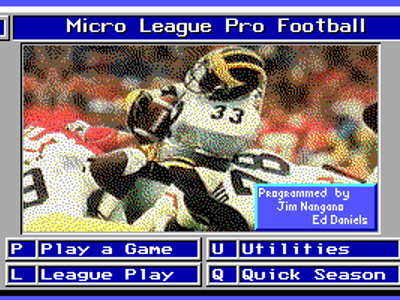 Micro League Pro Football
33
Programmed by
Jim Nangano
Ed Daniels
P Play a Game
U Utilities
L League Play
Q Quick Season